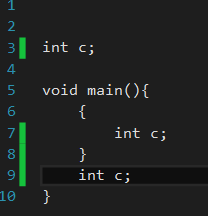 1
2
3 int c;
4
5 void main(){
6 {
7 int c;
8 }
9 int c;
10 }